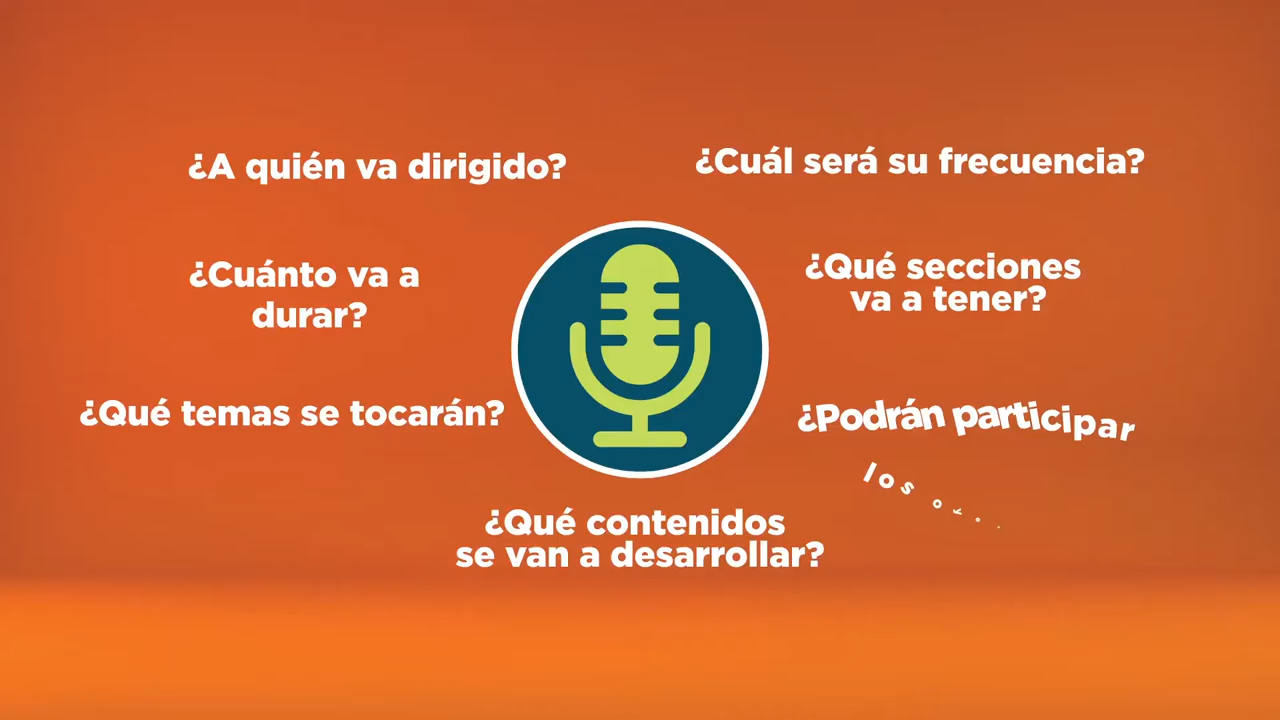 ¿A quién va dirigido?
¿Cuál será su frecuencia?
¿Cuánto va a
durar?
¿Qué secciones
va a tener?
¿Qué temas se tocarán?
¿Podrán participar
los
¿Qué contenidos
se van a desarrollar?